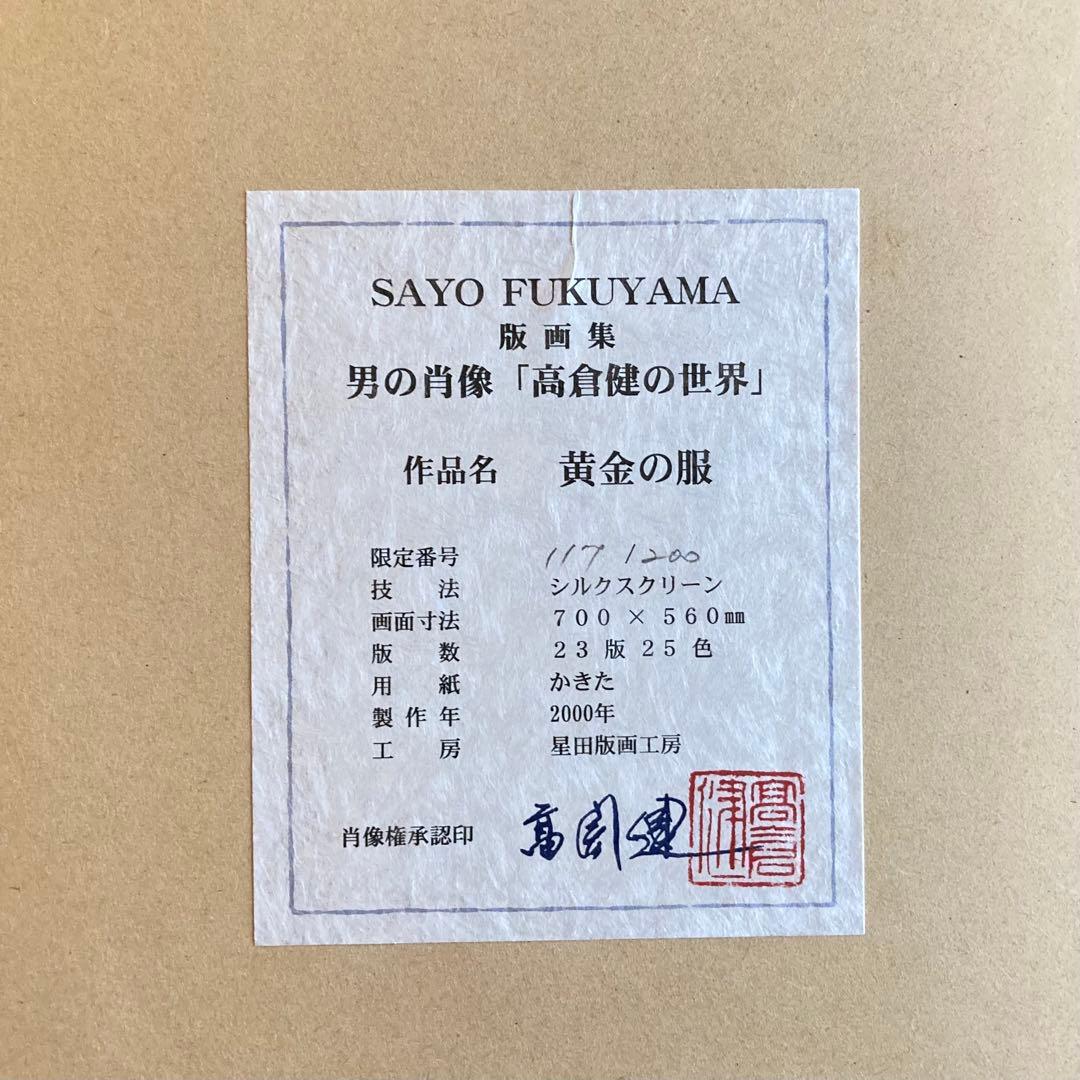 SAYO FUKUYAMA
版画集
男の肖像「高倉健の世界」
作品名 黄金の服
限定番号 117 1200
技法 シルクスクリーン
画面寸法 700 × 560㎜
版数 23版25色
用紙 かきた
製作年 2000年
工房 星田版画工房
肖像権承認印 高倉健